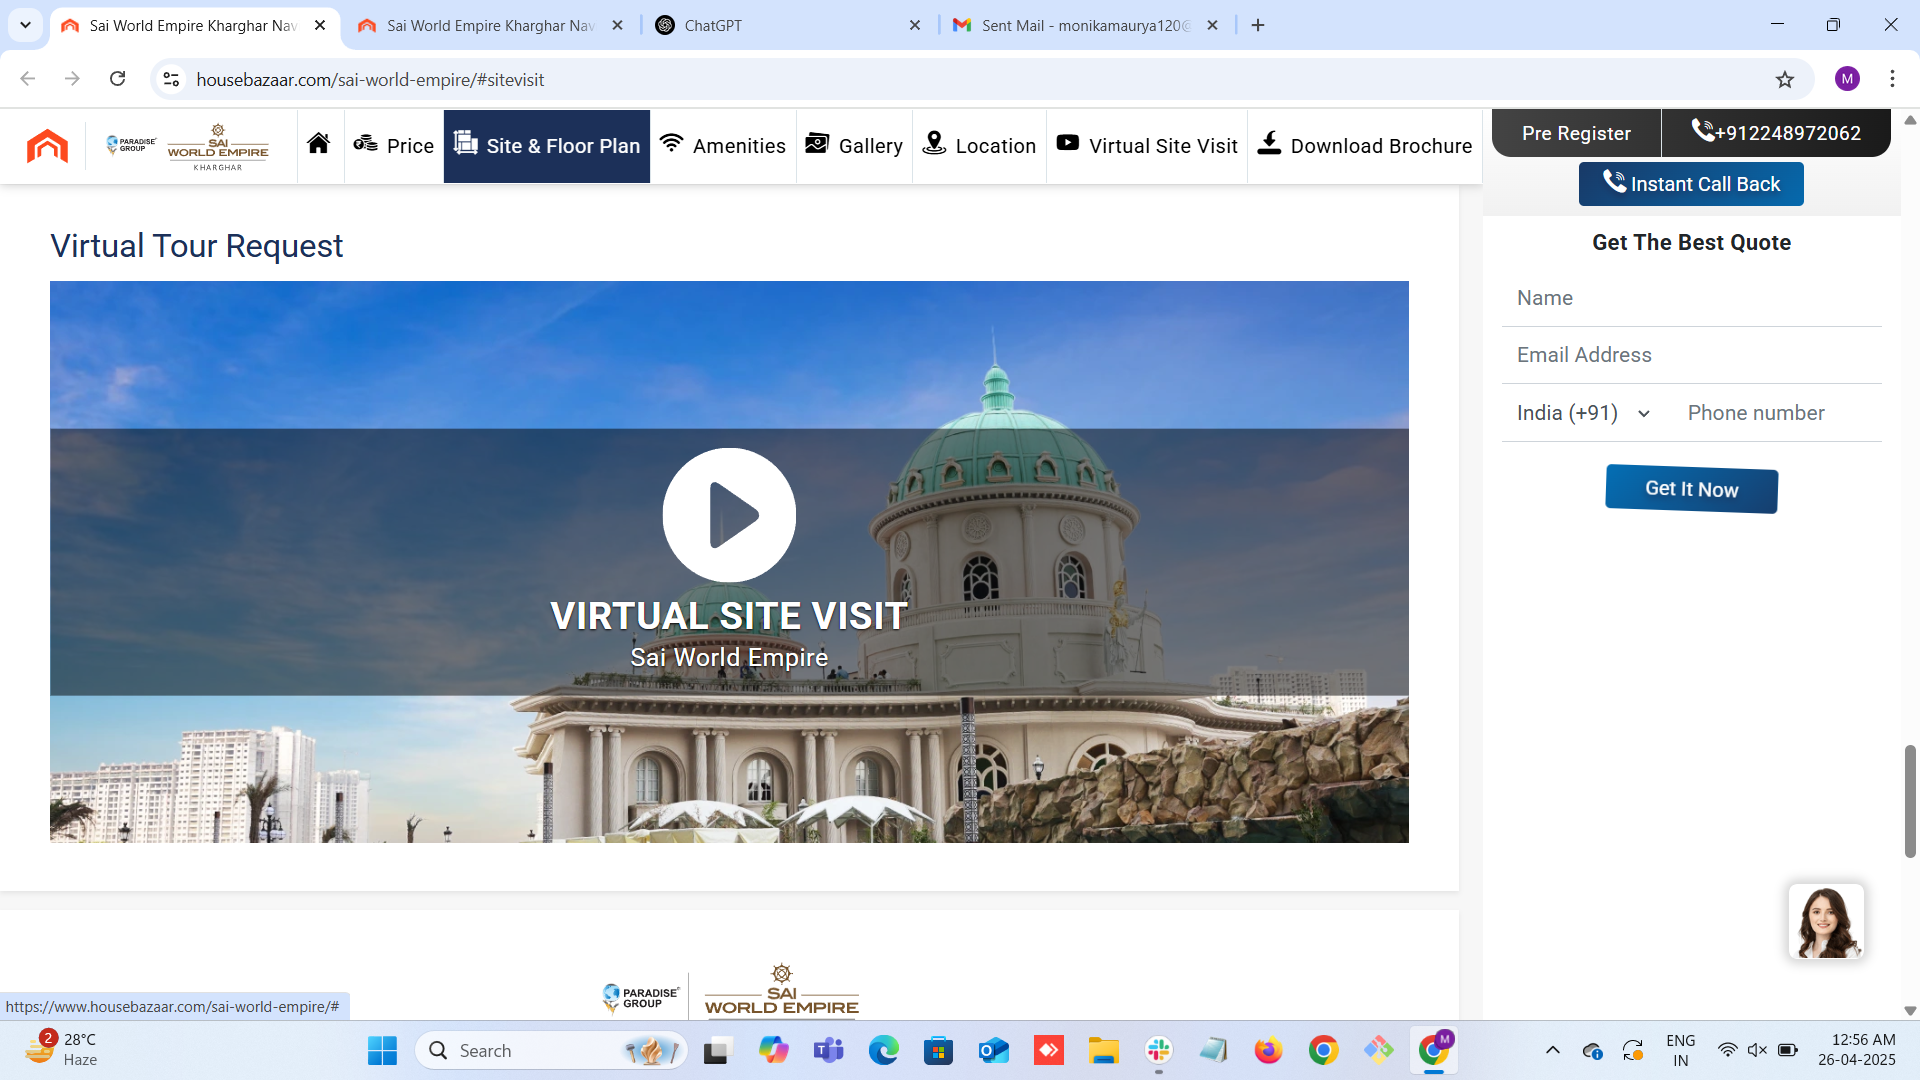 Sai World Empire Kharghar Nav
Sai World Empire Kharghar Nav
ChatGPT
Sent Mail - monikamaurya120@
housebazaar.com/sai-world-empire/#sitevisit
M
PARADISE GROUP
SAI WORLD EMPIRE KHARGHAR
Price
Site & Floor Plan
Amenities
Gallery
Location
Virtual Site Visit
Download Brochure
Pre Register
+912248972062
Instant Call Back
Virtual Tour Request
Get The Best Quote
Name
Email Address
India (+91)
Phone number
Get It Now
VIRTUAL SITE VISIT
Sai World Empire
PARADISE GROUP
SAI
WORLD EMPIRE
https://www.housebazaar.com/sai-world-empire/#
2
28°C
Haze
Search
M
ENG
IN
12:56 AM
26-04-2025